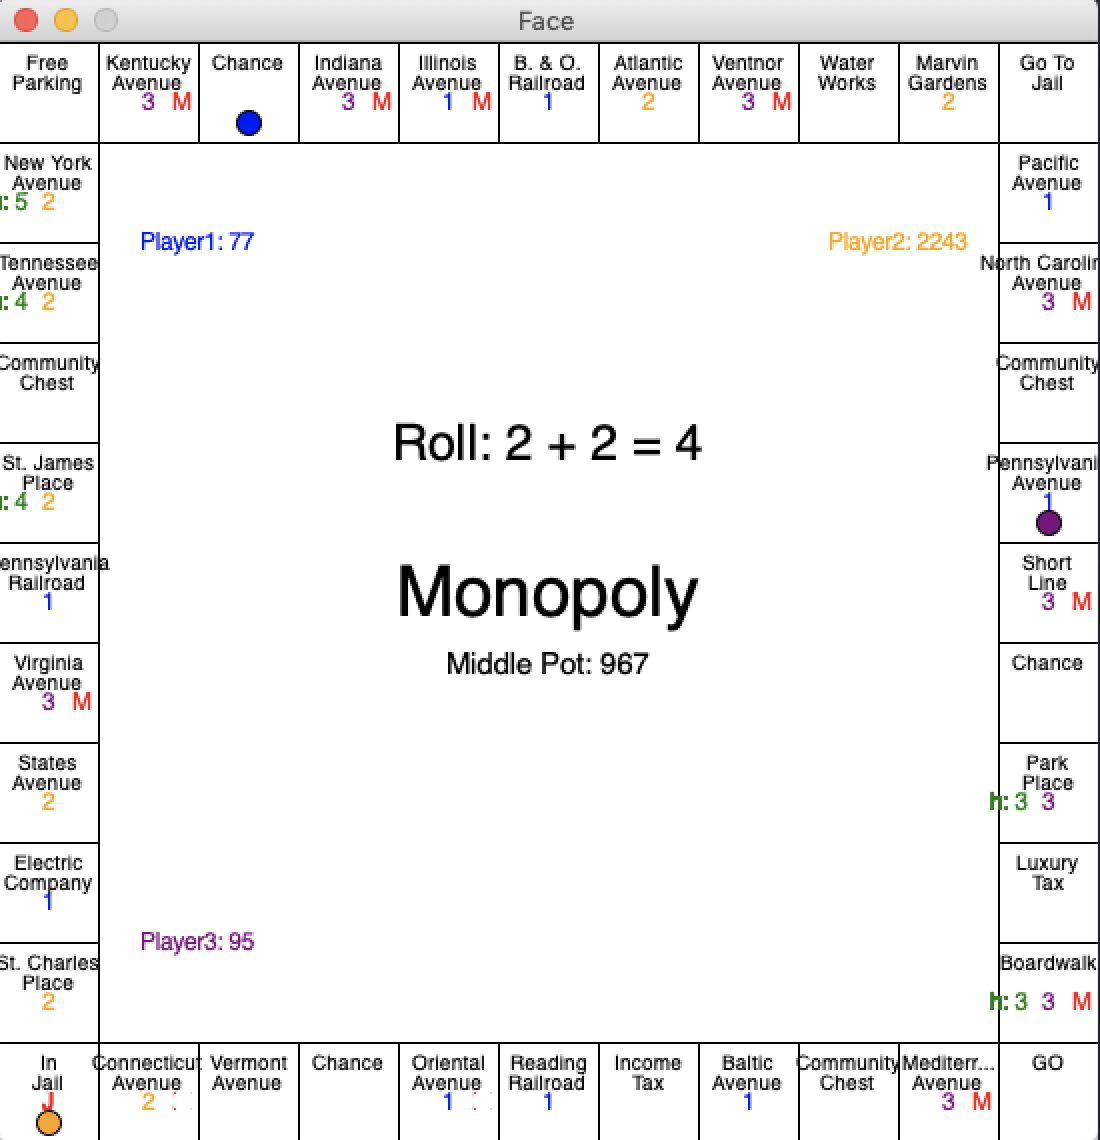 Face
Free
Parking
Kentucky
Avenue
3 M
Chance
Indiana
Avenue
3 M
Illinois
Avenue
1 M
B. & O.
Railroad
1
Atlantic
Avenue
2
Ventnor
Avenue
3 M
Water
Works
Marvin
Gardens
2
Go To
Jail
New York
Avenue
: 5 2
Pacific
Avenue
1
Player1: 77
Player2: 2243
Tennessee
Avenue
: 4 2
North Carolin
Avenue
3 M
Community
Chest
Community
Chest
Roll: 2 + 2 = 4
St. James
Place
: 4 2
Pennsylvani
Avenue
1
ennsylvania
Railroad
1
Short
Line
3 M
Monopoly
Middle Pot: 967
Virginia
Avenue
3 M
Chance
States
Avenue
2
Park
Place
h: 3 3
Electric
Company
1
Luxury
Tax
Player3: 95
St. Charles
Place
2
Boardwalk
h: 3 3 M
In
Jail
J
Connecticut
Avenue
2
Vermont
Avenue
Chance
Oriental
Avenue
1
Reading
Railroad
1
Income
Tax
Baltic
Avenue
1
Community
Chest
Mediterr...
Avenue
3 M
GO